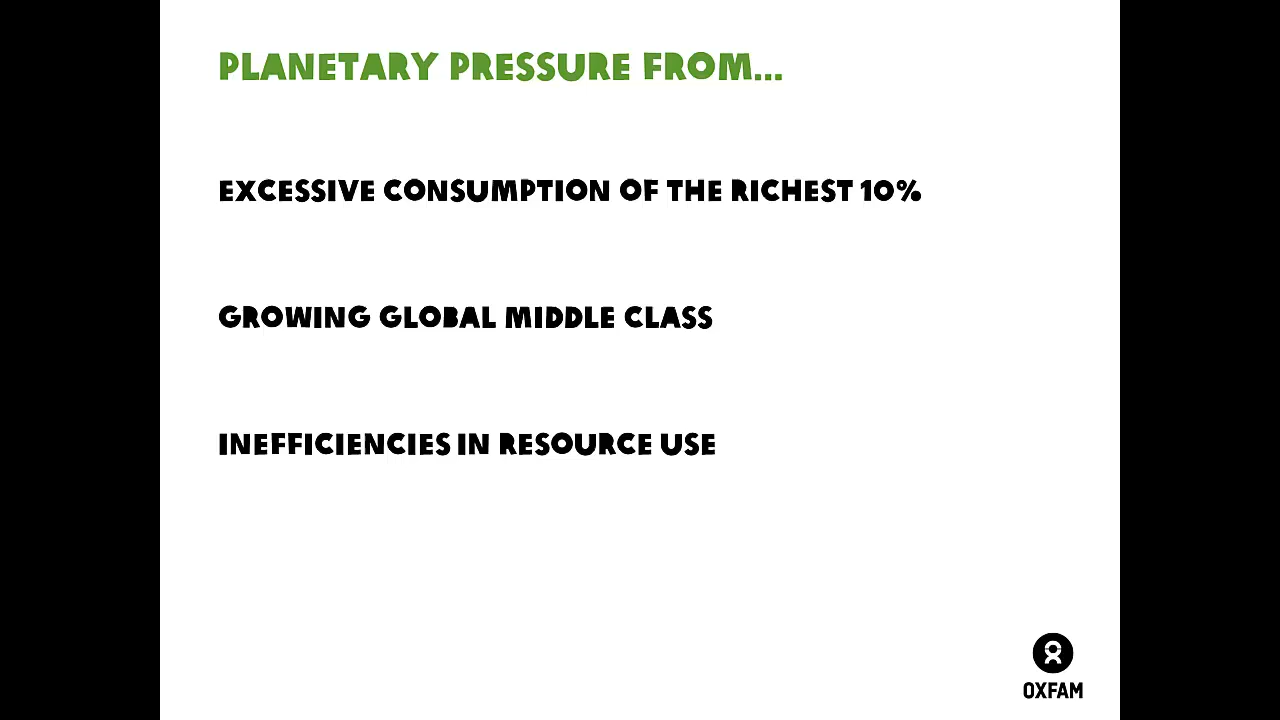 PLANETARY PRESSURE FROM...
EXCESSIVE CONSUMPTION OF THE RICHEST 10%
GROWING GLOBAL MIDDLE CLASS
INEFFICIENCIES IN RESOURCE USE
OXFAM